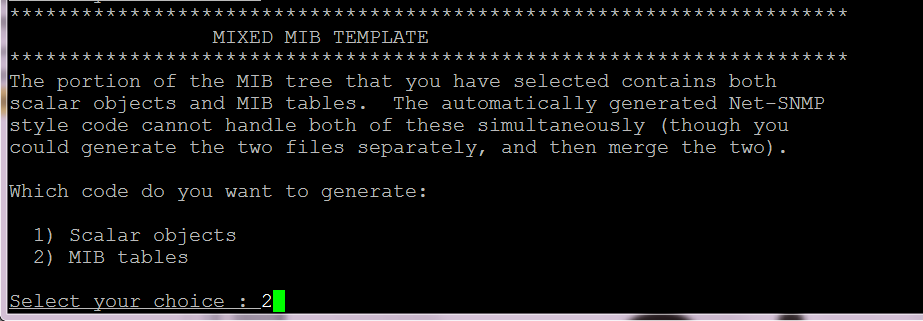 **********************************************************************
MIXED MIB TEMPLATE
**********************************************************************
The portion of the MIB tree that you have selected contains both
scalar objects and MIB tables.  The automatically generated Net-SNMP
style code cannot handle both of these simultaneously (though you
could generate the two files separately, and then merge the two).
Which code do you want to generate:
1) Scalar objects
2) MIB tables
Select your choice : 2